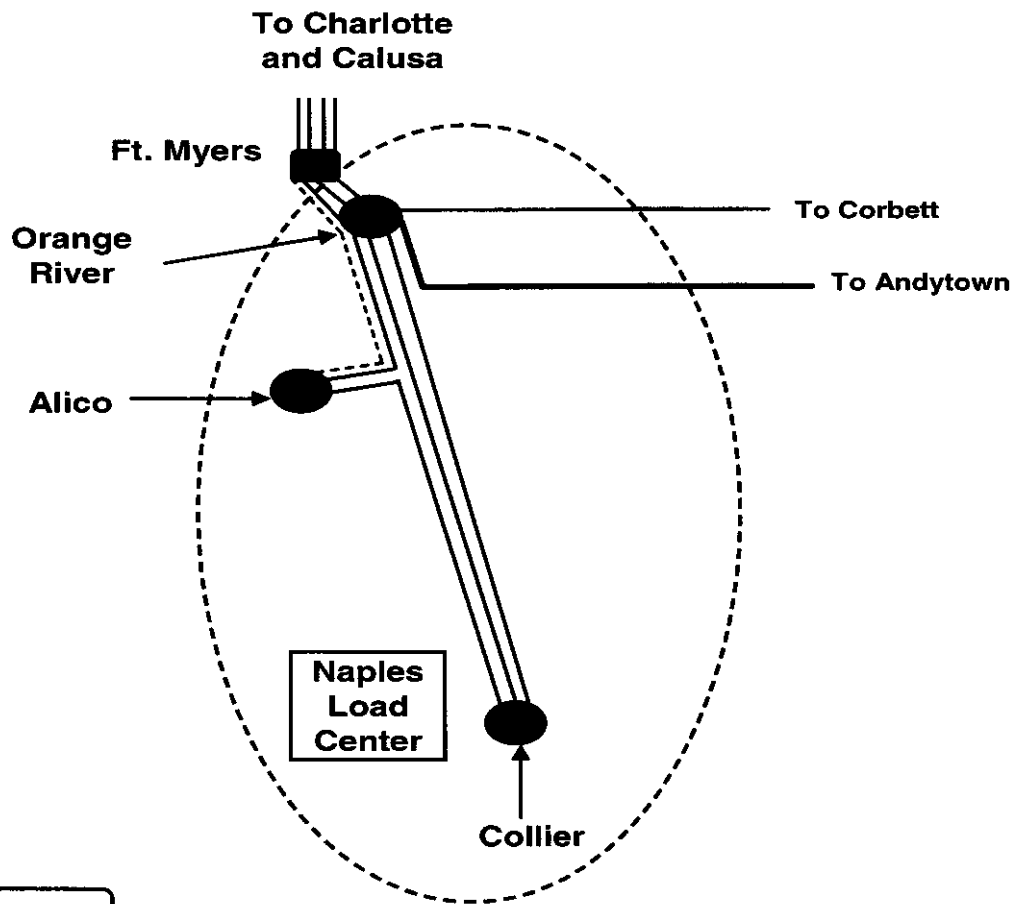 To Charlotte
and Calusa
Ft. Myers
Orange
River
To Corbett
To Andytown
Alico
Naples
Load
Center
Collier